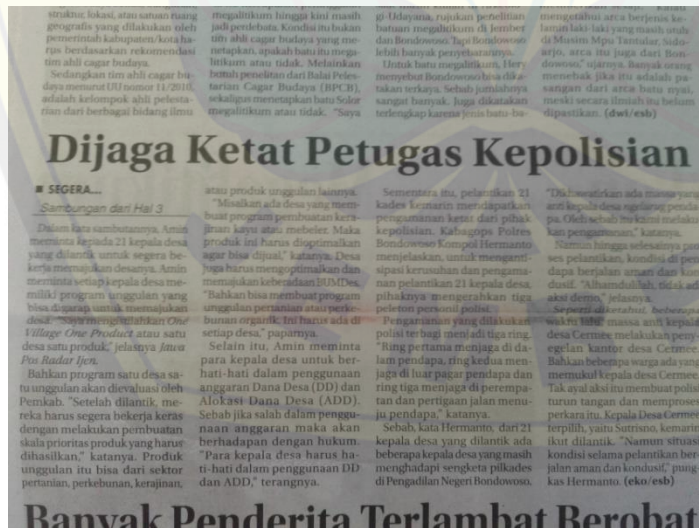 struktur, lokasi, atau satuan ruang
geografis yang dilakukan oleh
pemerintah kabupaten/kota ha-
rus berdasarkan rekomendasi
tim ahli cagar budaya.
Sedangkan tim ahli cagar bu-
daya menurut UU nomor 11/2010,
adalah kelompok ahli pelesta-
rian dari berbagai bidang ilmu
megalitikum hingga kini masih
jadi perdebatan. Kondisi itu bukan
tim ahli cagar budaya yang me-
netapkan, apakah batu itu mega-
litikum atau tidak. Melainkan
butuh penelitan dari Balai Peles-
tarian Cagar Budaya (BPCB),
sekaligus menetapkan batu Solor
megalitikum atau tidak. "Saya
gi-Udayana, rujukan penelitian
batuan megalitikum di Jember
dan Bondowoso. Tapi Bondowoso
lebih banyak penyebarannya.
Untuk batu megalitikum, Hery
menyebut Bondowoso bisa dika-
takan terkaya. Sebab jumlahnya
sangat banyak. Juga dikatakan
terlengkap karena jenis batu-ba-
mengetahui arca berjenis ke-
lamin laki-laki yang masih utuh
da Musim Mpu Tantular, Sido-
arjo, arca itu juga dari Bon-
dowoso," ujarnya. Banyak orang
menebak jika itu adalah pa-
sangan dari arca batu nyai,
meski secara ilmiah itu belum
dipastikan. (dwi/esb)
Dijaga Ketat Petugas Kepolisian
■ SEGERA...
Sambungan dari Hal 3
Dalam kata sambutannya, Amin
meminta kepada 21 kepala desa
yang dilantik untuk segera be-
kerja memajukan desanya. Amin
meminta setiap kepala desa me-
miliki program unggulan yang
bisa digarap untuk memajukan
desa. "Saya mengistilahkan One
Village One Product atau satu
desa satu produk," jelasnya Jawa
Pos Radar Ijen.
Bahkan program satu desa sa-
tu unggulan akan dievaluasi oleh
Pemkab. "Setelah dilantik, me-
reka harus segera bekerja keras
dengan melakukan pembuatan
skala prioritas produk yang harus
dihasilkan," katanya. Produk
unggulan itu bisa dari sektor
pertanian, perkebunan, kerajinan,
atau produk unggulan lainnya.
"Misalkan ada desa yang mem-
buat program pembuatan kera-
jinan kayu atau mebeler. Maka
produk ini harus dioptimalkan
agar bisa dijual," katanya. Desa
juga harus mengoptimalkan dan
memajukan keberadaan BUMDes.
"Bahkan bisa membuat program
unggulan pertanian atau perke-
bunan organik. Ini harus ada di
setiap desa," paparnya.
Selain itu, Amin meminta
para kepala desa untuk ber-
hati-hati dalam penggunaan
anggaran Dana Desa (DD) dan
Alokasi Dana Desa (ADD).
Sebab jika salah dalam penggu-
naan anggaran maka akan
berhadapan dengan hukum.
"Para kepala desa harus ha-
ti-hati dalam penggunaan DD
dan ADD," terangnya.
Sementara itu, pelantikan 21
kades kemarin mendapatkan
pengamanan ketat dari pihak
kepolisian. Kabagops Polres
Bondowoso Kompol Hermanto
menjelaskan, untuk mengанti-
sipasi kerusuhan dan pengama-
nan pelantikan 21 kepala desa,
pihaknya mengerahkan tiga
peleton personil polisi.
Pengamanan yang dilakukan
polisi terbagi menjadi tiga ring.
"Ring pertama menjaga di da-
lam pendapa, ring kedua men-
jaga di luar pagar pendapa dan
ring tiga menjaga di perempa-
tan dan pertigaan jalan menu-
ju pendapa," katanya.
Sebab, kata Hermanto, dari 21
kepala desa yang dilantik ada
beberapa kepala desa yang masih
menghadapi sengketa pilkades
di Pengadilan Negeri Bondowoso.
"Dikhawatirkan ada massa yang
anti kepala desa ngelurug penda-
pa. Oleh sebab itu kami melaku-
kan pengamanan," katanya.
Namun hingga selesainya pro-
ses pelantikan, kondisi di pen-
dapa berjalan aman dan kon-
dusif. "Alhamdulillah, tidak ada
aksi demo," jelasnya.
Seperti diketahui, beberapa
waktu lalu, massa anti kepala
desa Cermee melakukan peny-
egelan kantor desa Cermee.
Bahkan beberapa warga ada yang
memukul kepala desa Cermee.
Tak ayal aksi itu membuat polisi
turun tangan dan memproses
perkara itu. Kepala Desa Cermee
terpilih, yaitu Sutrisno, kemarin
ikut dilantik. "Namun situasi
kondisi selama pelantikan ber-
jalan aman dan kondusif," pung-
kas Hermanto. (eko/esb)
Banyak Penderita Terlambat Berobat